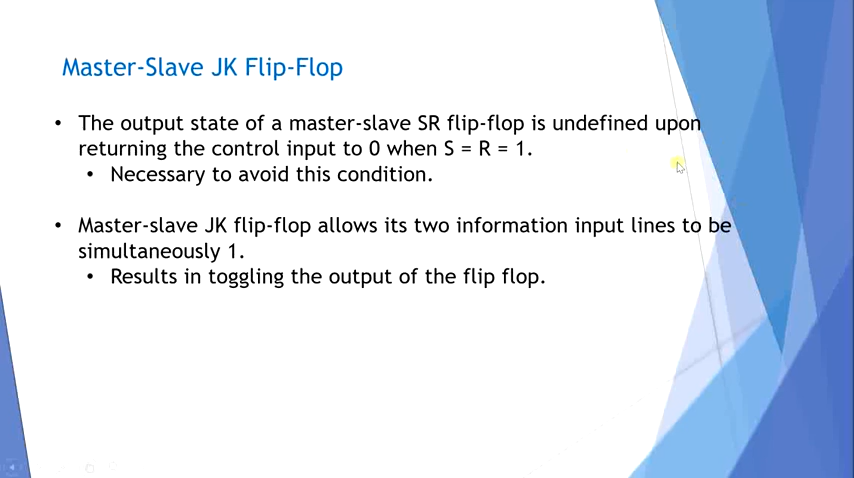 Master-Slave JK Flip-Flop
• The output state of a master-slave SR flip-flop is undefined upon
returning the control input to 0 when S = R = 1.
• Necessary to avoid this condition.
• Master-slave JK flip-flop allows its two information input lines to be
simultaneously 1.
• Results in toggling the output of the flip flop.